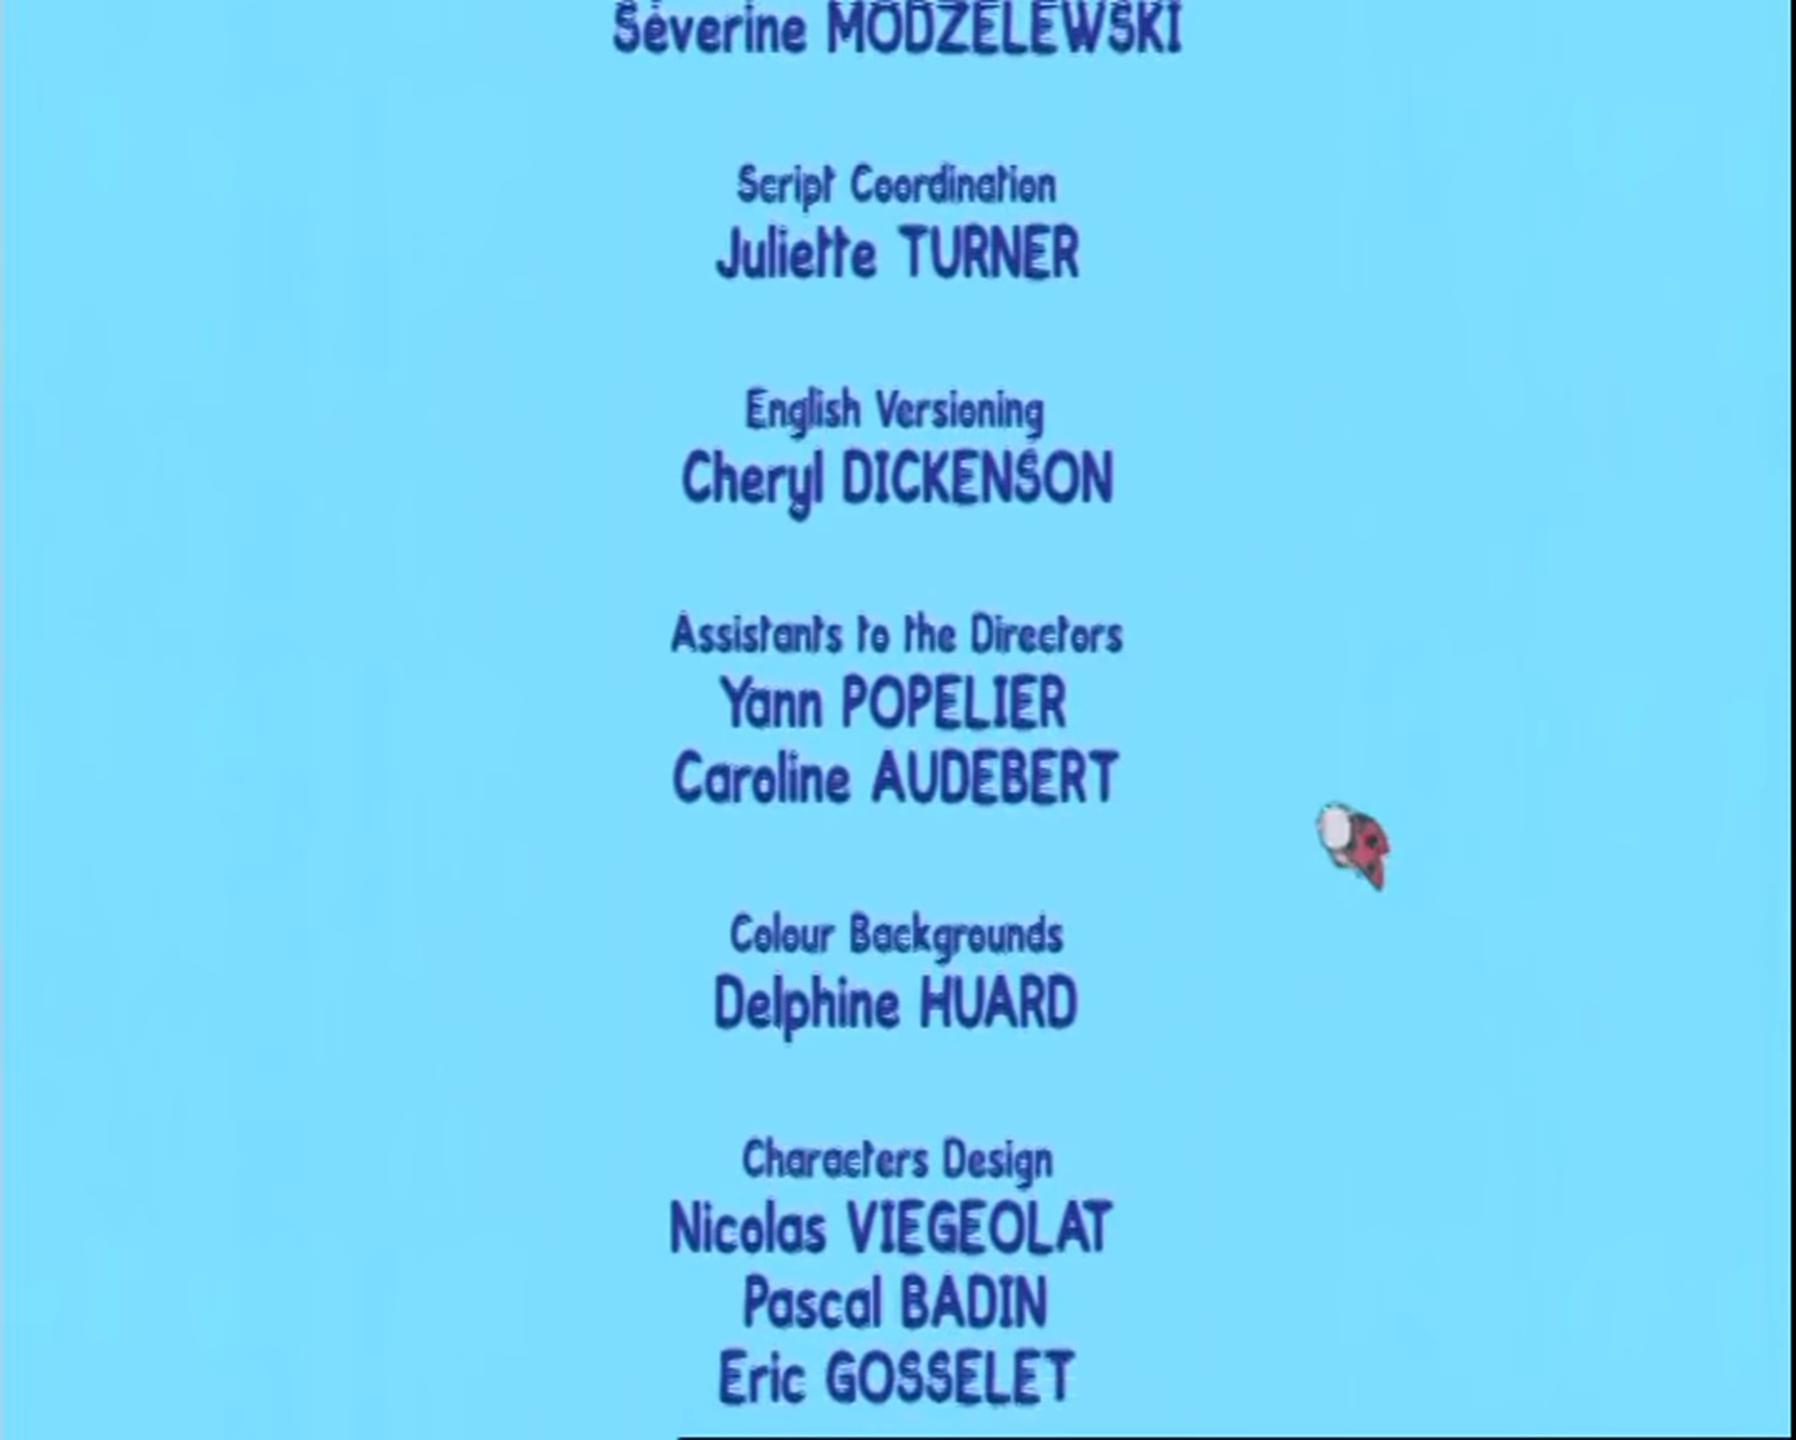 Séverine MODZELEWSKI
Script Coordination
Juliette TURNER
English Versioning
Cheryl DICKENSON
Assistants to the Directors
Yann POPELIER
Caroline AUDEBERT
Colour Backgrounds
Delphine HUARD
Characters Design
Nicolas VIEGEOLAT
Pascal BADIN
Eric GOSSELET